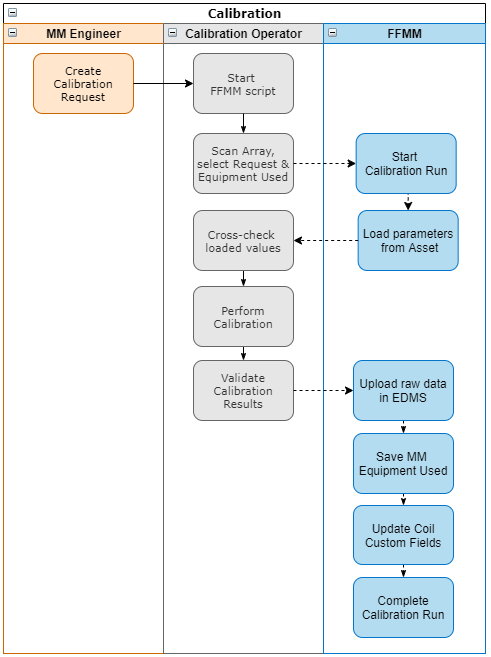 Calibration
MM Engineer
Calibration Operator
FFMM
Create
Calibration
Request
Start
FFMM script
Scan Array,
select Request &
Equipment Used
Start
Calibration Run
Load parameters
from Asset
Cross-check
loaded values
Perform
Calibration
Validate
Calibration
Results
Upload raw data
in EDMS
Save MM
Equipment Used
Update Coil
Custom Fields
Complete
Calibration Run